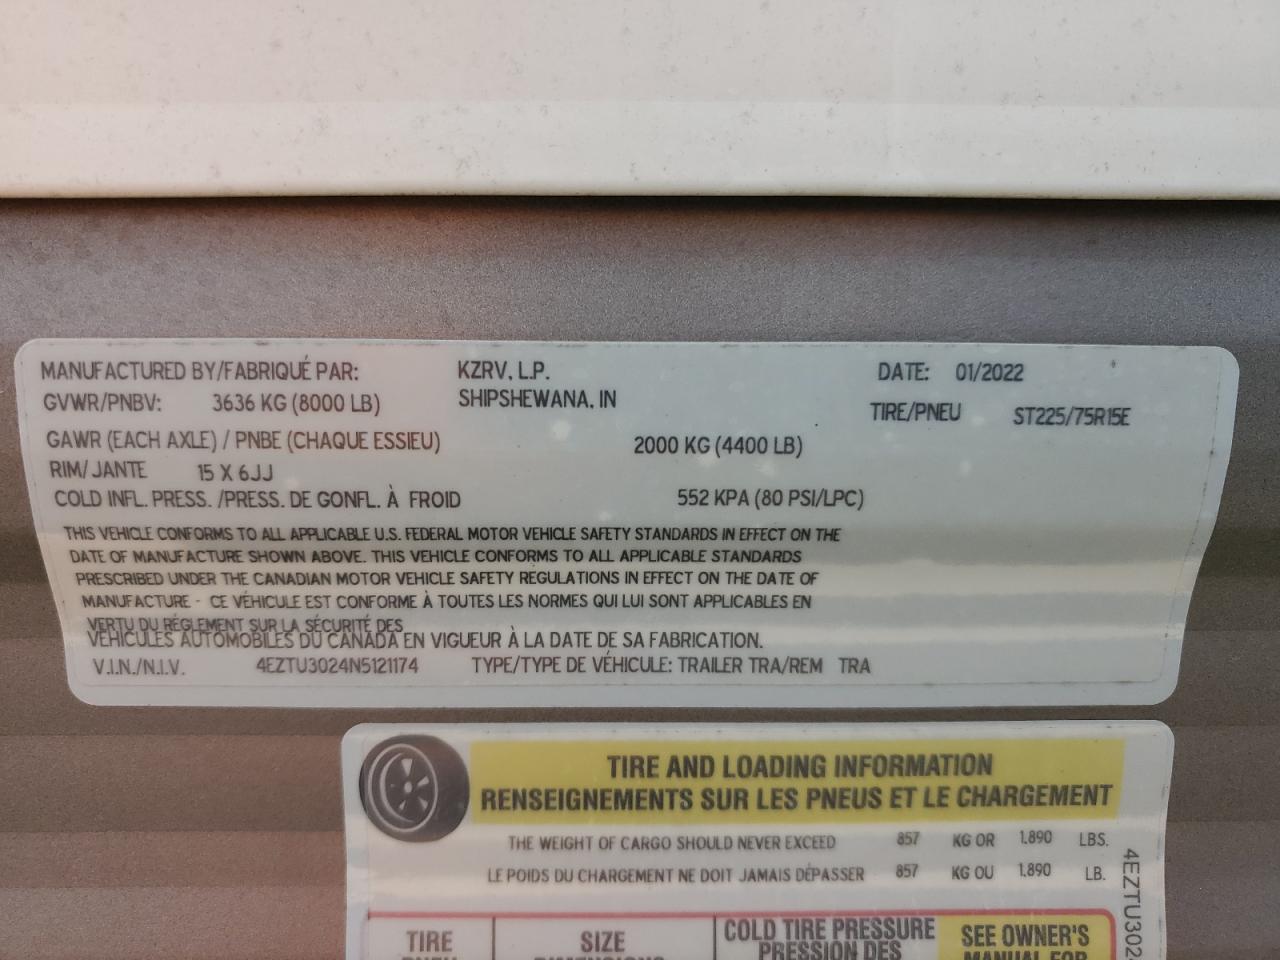 MANUFACTURED BY/FABRIQUÉ PAR: KZRV, L.P. DATE: 01/2022
GVWR/PNBV: 3636 KG (8000 LB) SHIPSHEWANA, IN TIRE/PNEU ST225/75R15E
GAWR (EACH AXLE) / PNBE (CHAQUE ESSIEU) 2000 KG (4400 LB)
RIM/JANTE 15 X 6JJ
COLD INFL. PRESS. /PRESS. DE GONFL. À FROID 552 KPA (80 PSI/LPC)
THIS VEHICLE CONFORMS TO ALL APPLICABLE U.S. FEDERAL MOTOR VEHICLE SAFETY STANDARDS IN EFFECT ON THE
DATE OF MANUFACTURE SHOWN ABOVE. THIS VEHICLE CONFORMS TO ALL APPLICABLE STANDARDS
PRESCRIBED UNDER THE CANADIAN MOTOR VEHICLE SAFETY REGULATIONS IN EFFECT ON THE DATE OF
MANUFACTURE - CE VÉHICULE EST CONFORME À TOUTES LES NORMES QUI LUI SONT APPLICABLES EN
VERTU DU RÉGLEMENT SUR LA SÉCURITÉ DES
VÉHICULES AUTOMOBILES DU CANADA EN VIGUEUR À LA DATE DE SA FABRICATION.
V.I.N./N.I.V. 4EZTU3024N5121174 TYPE/TYPE DE VÉHICULE: TRAILER TRA/REM TRA
TIRE AND LOADING INFORMATION
RENSEIGNEMENTS SUR LES PNEUS ET LE CHARGEMENT
THE WEIGHT OF CARGO SHOULD NEVER EXCEED 857 KG OR 1,890 LBS.
LE POIDS DU CHARGEMENT NE DOIT JAMAIS DÉPASSER 857 KG OU 1,890 LB.
TIRE SIZE COLD TIRE PRESSURE SEE OWNER'S
PRESSION DES MANUAL FOR
4EZTU302